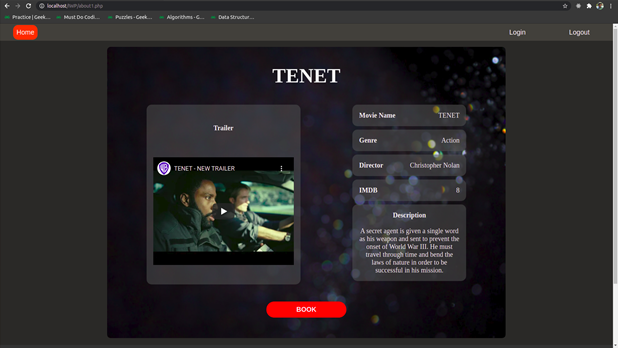 localhost/IWP/about1.php
Practice | Geek...
Must Do Codi...
Puzzles - Geek...
Algorithms - G...
Data Structur...
Home
Login
Logout
TENET
Trailer
TENET - NEW TRAILER
Movie Name
TENET
Genre
Action
Director
Christopher Nolan
IMDB
8
Description
A secret agent is given a single word
as his weapon and sent to prevent the
onset of World War III. He must
travel through time and bend the
laws of nature in order to be
successful in his mission.
BOOK